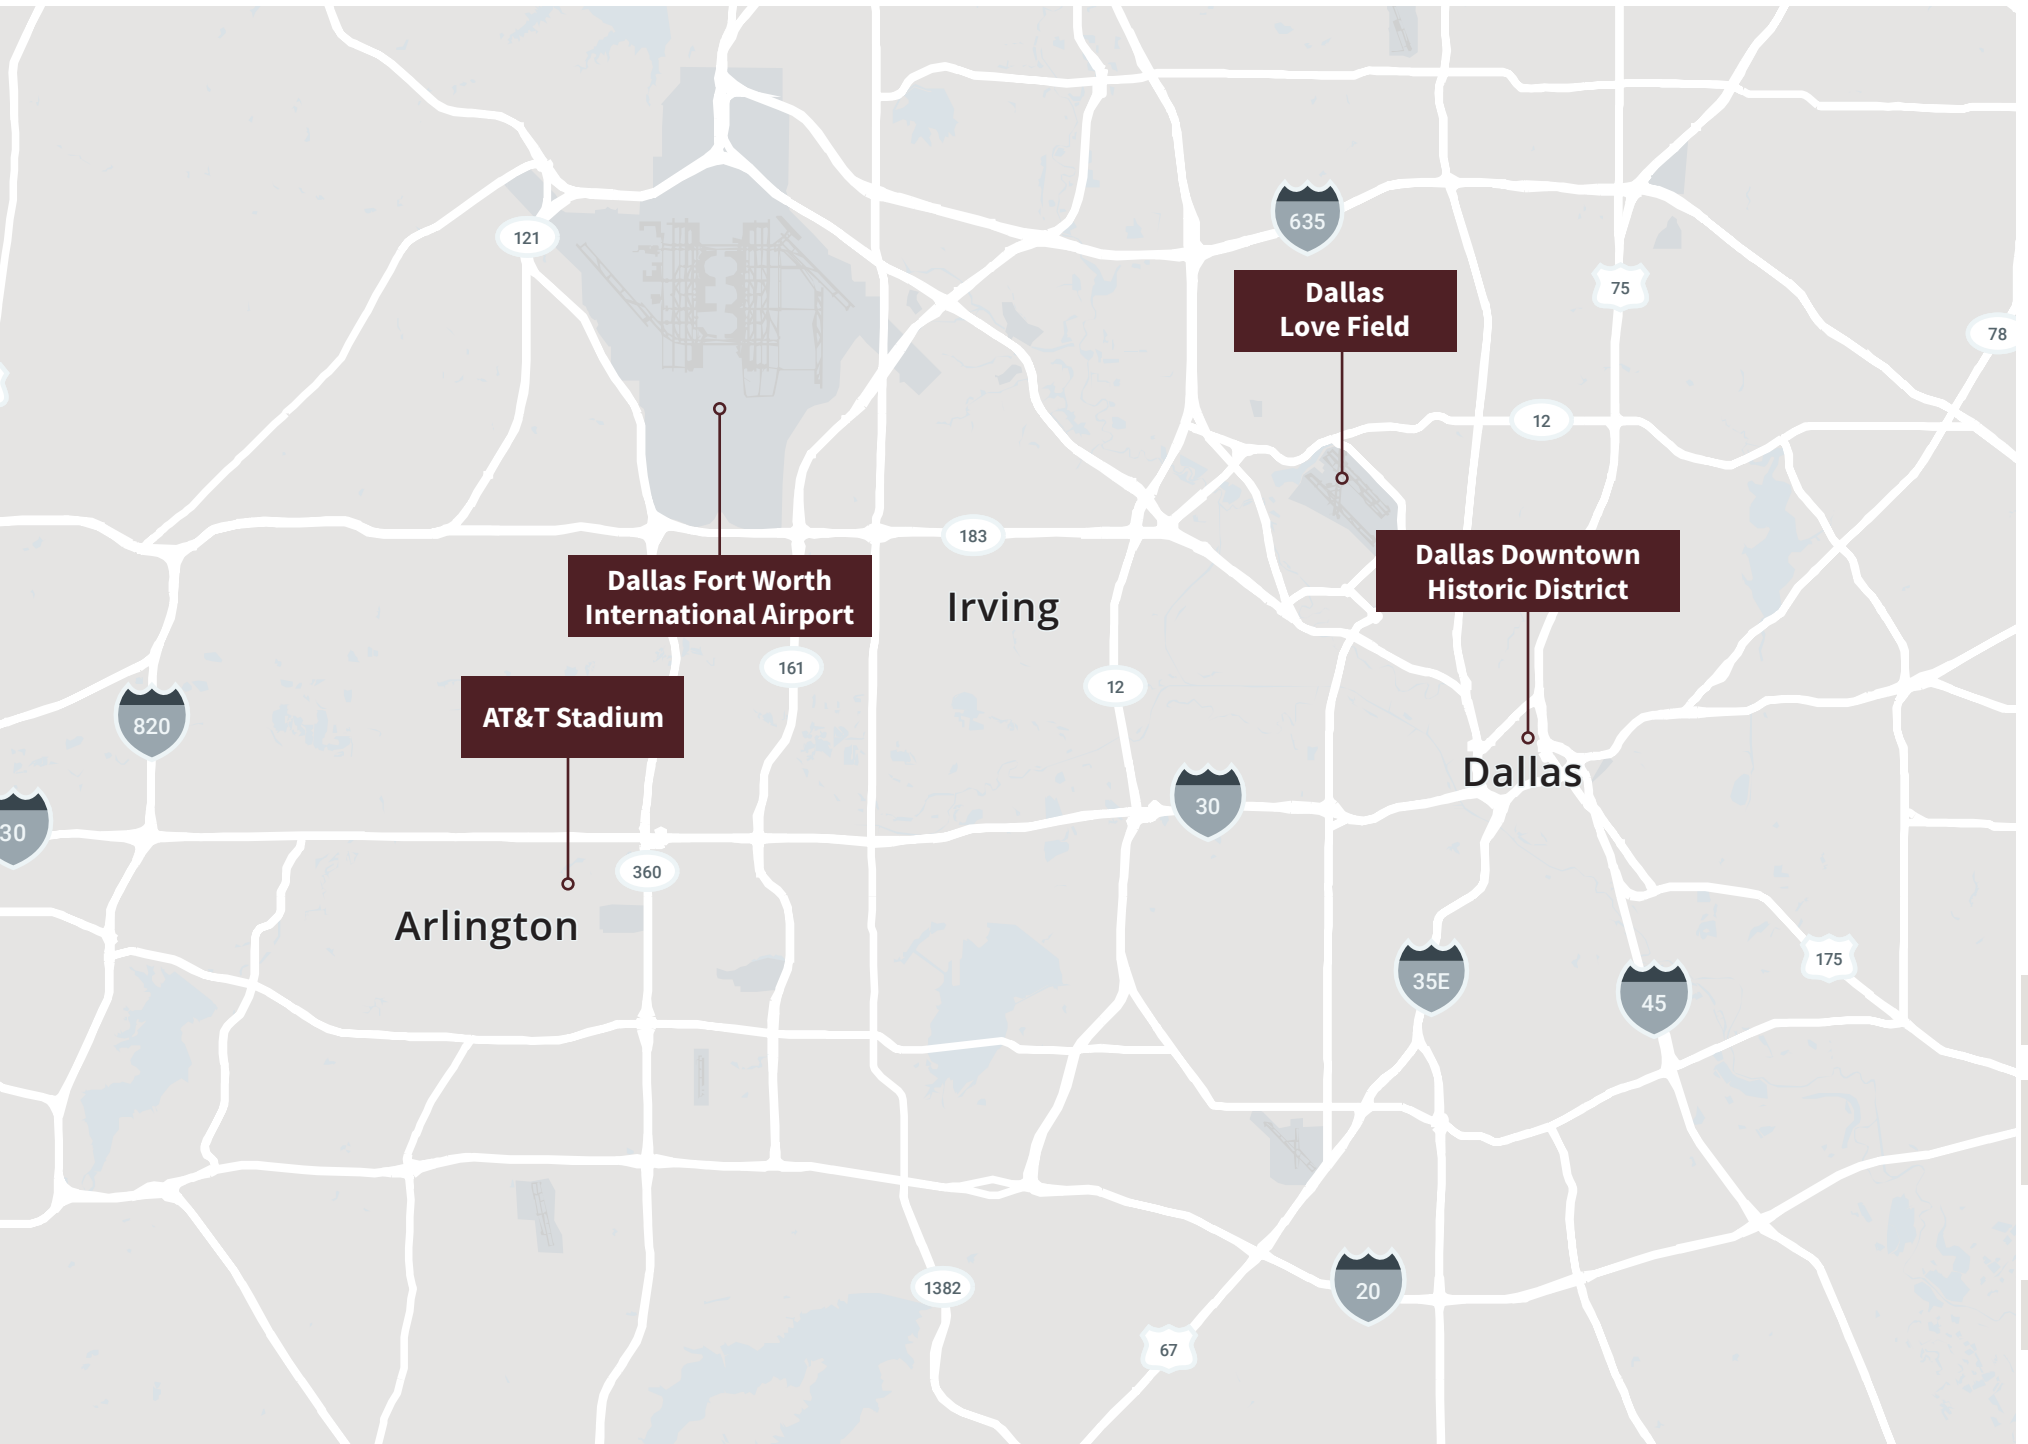 635
121
75
Dallas
Love Field
78
12
183
Dallas Downtown
Historic District
Dallas Fort Worth
International Airport
Irving
161
12
AT&T Stadium
820
Dallas
30
30
360
Arlington
175
35E
45
1382
20
67